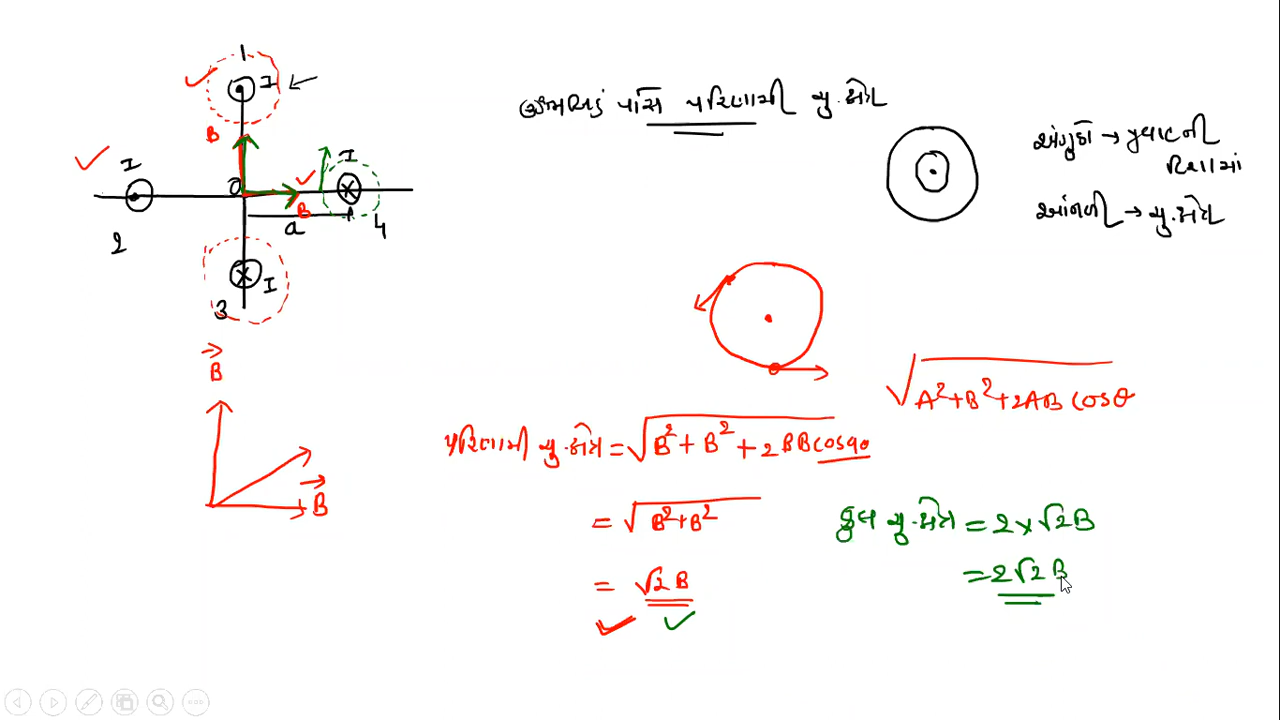 1
I
B
I
2
O
I
B
a
4
I
3
પાસે પરિણામી ચુ.ક્ષેત્ર
અંગુઠો → પ્રવાહની
દિશામાં
આંગળી → ચુ.ક્ષેત્ર
B
B
√A²+B²+2AB cosθ
પરિણામી ચુ.ક્ષેત્ર = √B² + B² + 2BB cos90
= √B²+B²
= √2 B
કુલ ચુ.ક્ષેત્ર = 2 × √2 B
= 2√2 B